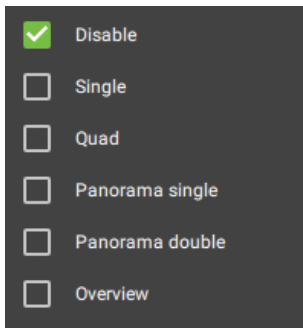 Disable
Single
Quad
Panorama single
Panorama double
Overview